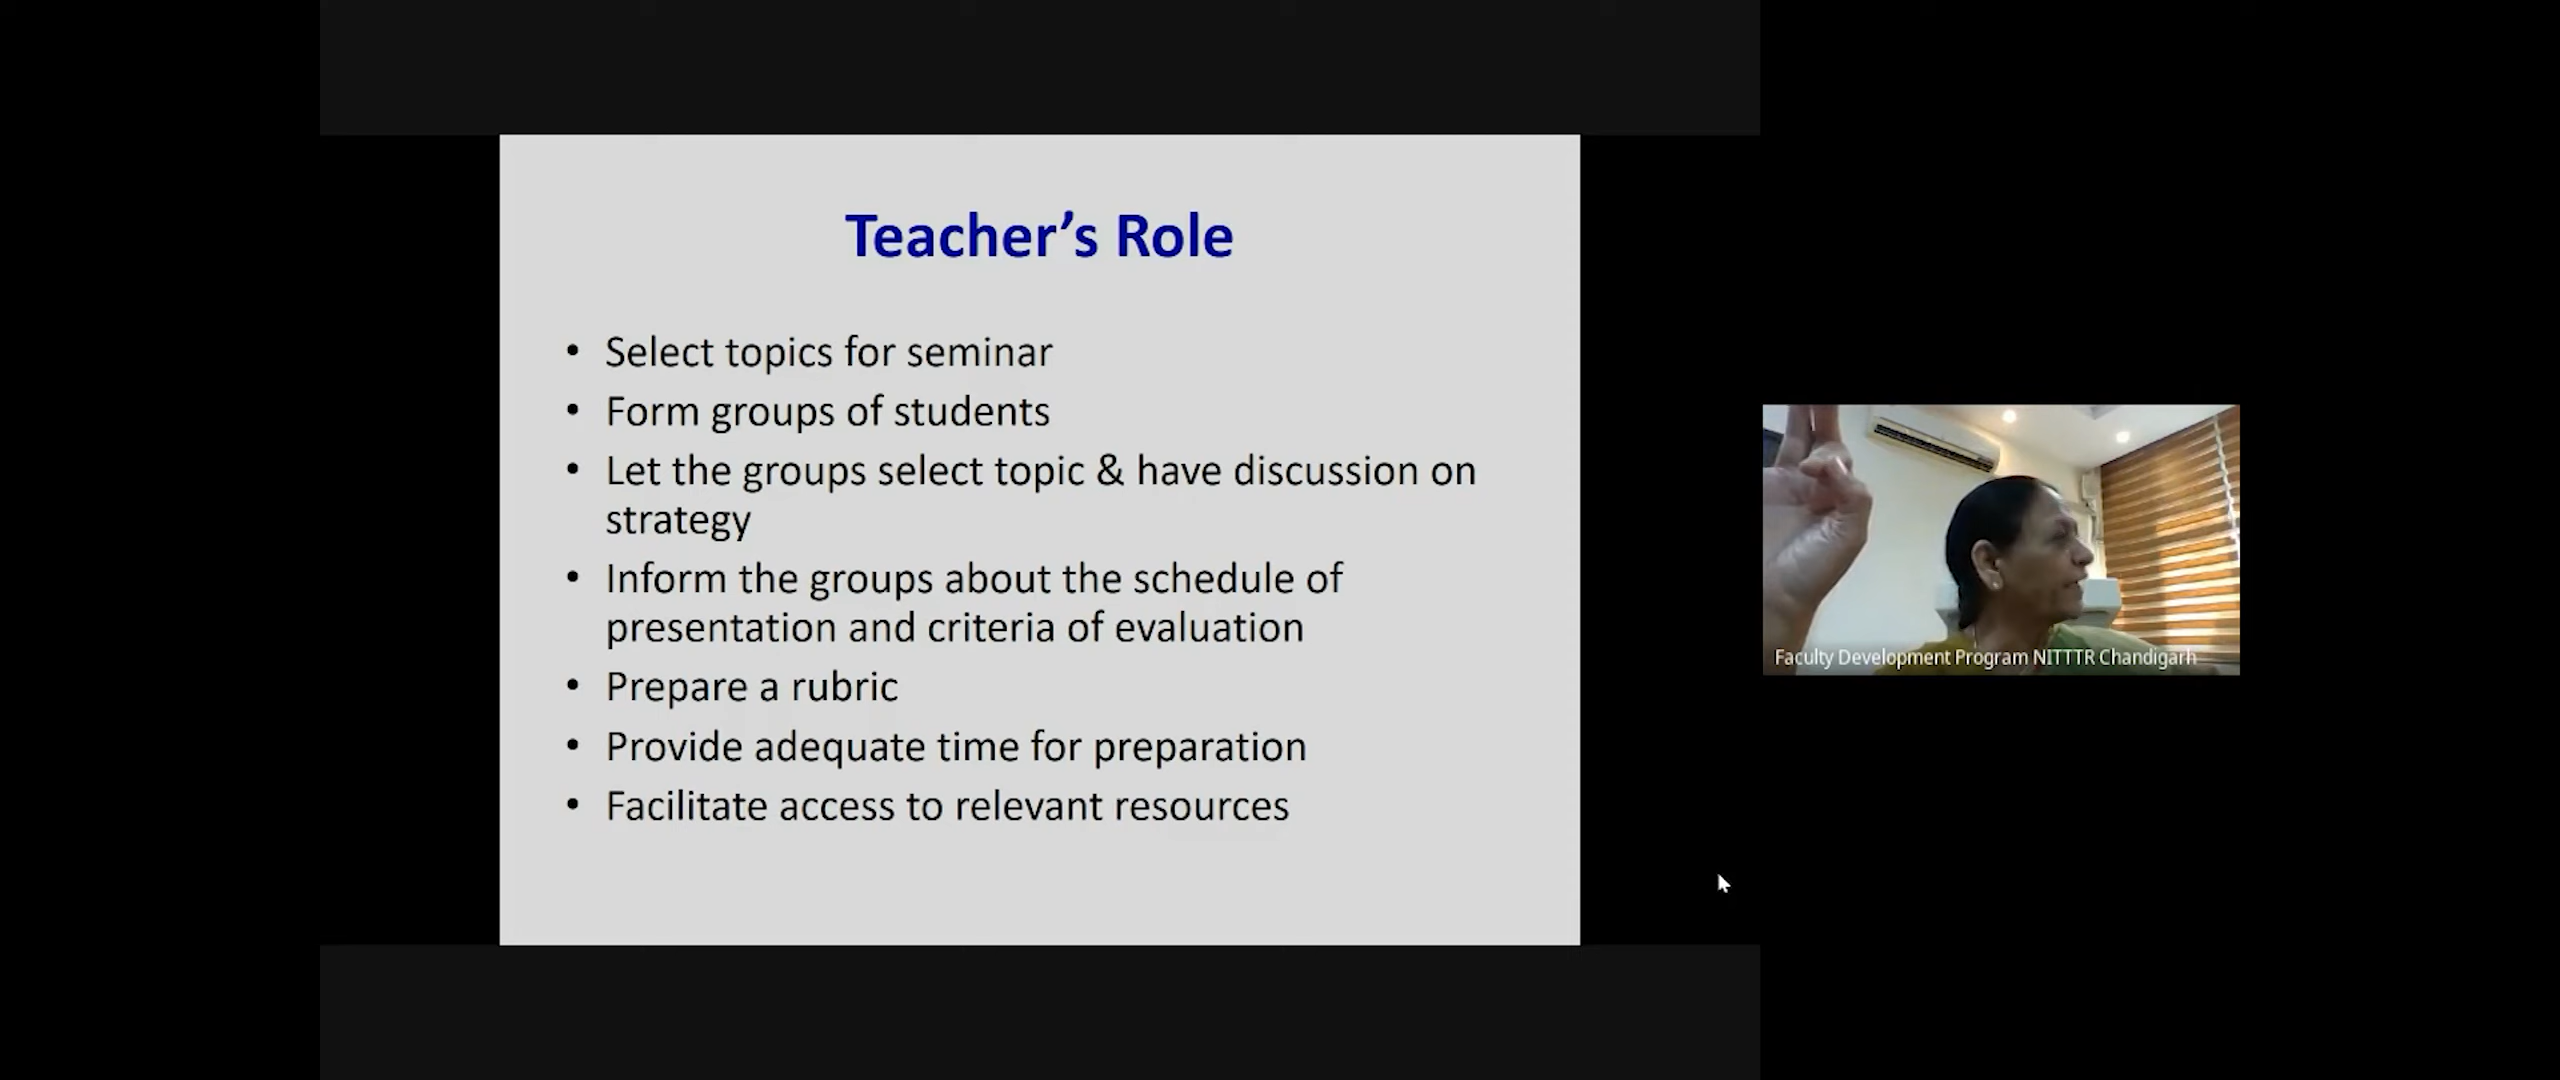 Teacher’s Role
• Select topics for seminar
• Form groups of students
• Let the groups select topic & have discussion on
strategy
• Inform the groups about the schedule of
presentation and criteria of evaluation
• Prepare a rubric
• Provide adequate time for preparation
• Facilitate access to relevant resources
Faculty Development Program NITTTR Chandigarh